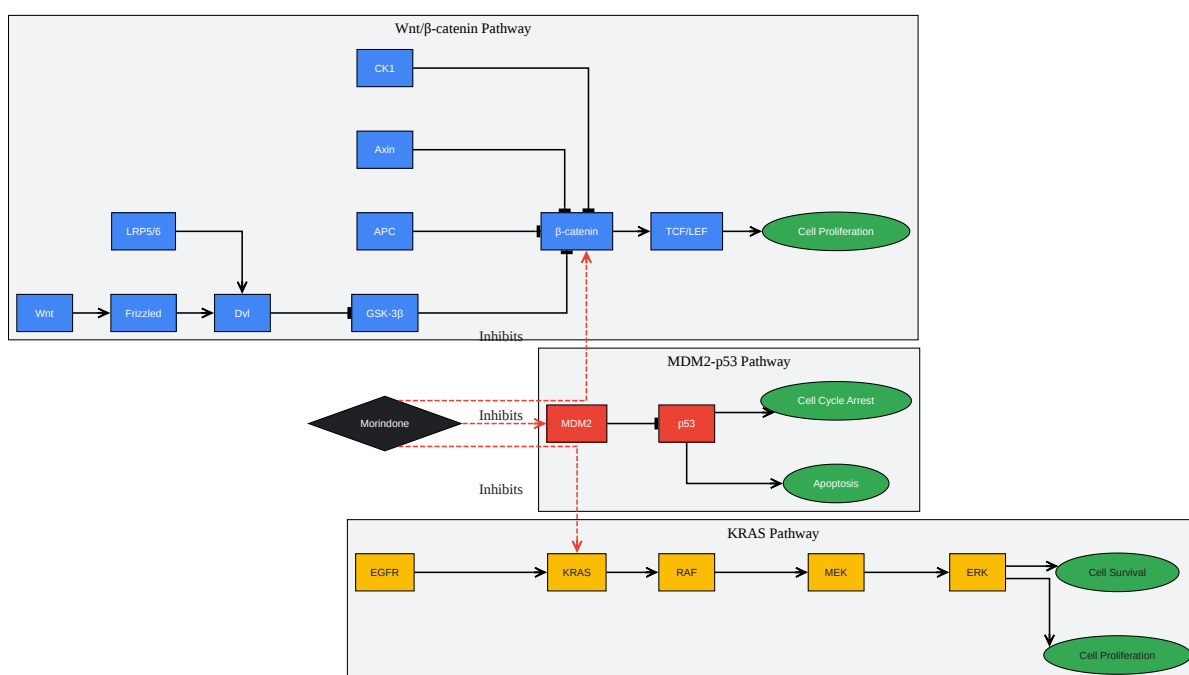 Wnt/β-catenin Pathway
CK1
Axin
LRP5/6
APC
β-catenin
TCF/LEF
Cell Proliferation
Wnt
Frizzled
Dvl
GSK-3β
Inhibits
MDM2-p53 Pathway
Cell Cycle Arrest
Morindone
Inhibits
MDM2
p53
Inhibits
Apoptosis
KRAS Pathway
EGFR
KRAS
RAF
MEK
ERK
Cell Survival
Cell Proliferation